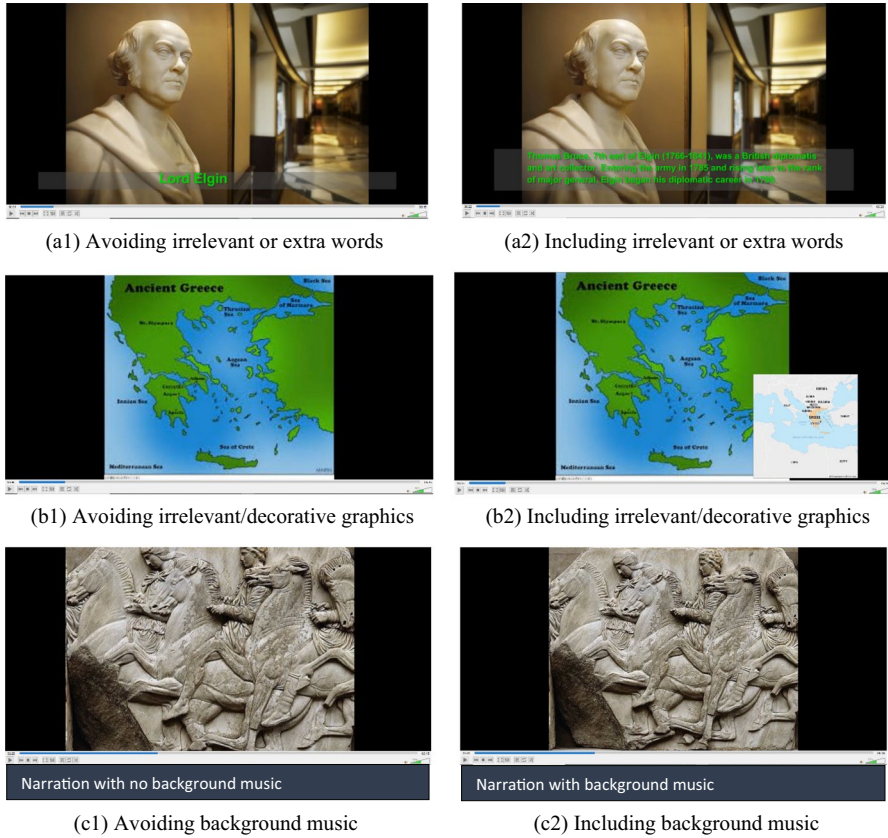 Lord Elgin
Thomas Bruce, 7th earl of Elgin (1766-1841), was a British diplomatis
and art collector. Entering the army in 1785 and rising later to the rank
of major general, Elgin began his diplomatic career in
(a1) Avoiding irrelevant or extra words
(a2) Including irrelevant or extra words
Ancient Greece
Black Sea
Sea
of Marmara
Thracian
Sea
Mt. Olympus
Aegean
Sea
Ionian Sea
Sea of Crete
Mediterranean Sea
Ancient Greece
Black Sea
Sea
of Marmara
Thracian
Sea
Mt. Olympus
Aegean
Sea
Ionian Sea
Sea of Crete
Mediterranean Sea
(b1) Avoiding irrelevant/decorative graphics
(b2) Including irrelevant/decorative graphics
Narration with no background music
Narration with background music
(c1) Avoiding background music
(c2) Including background music